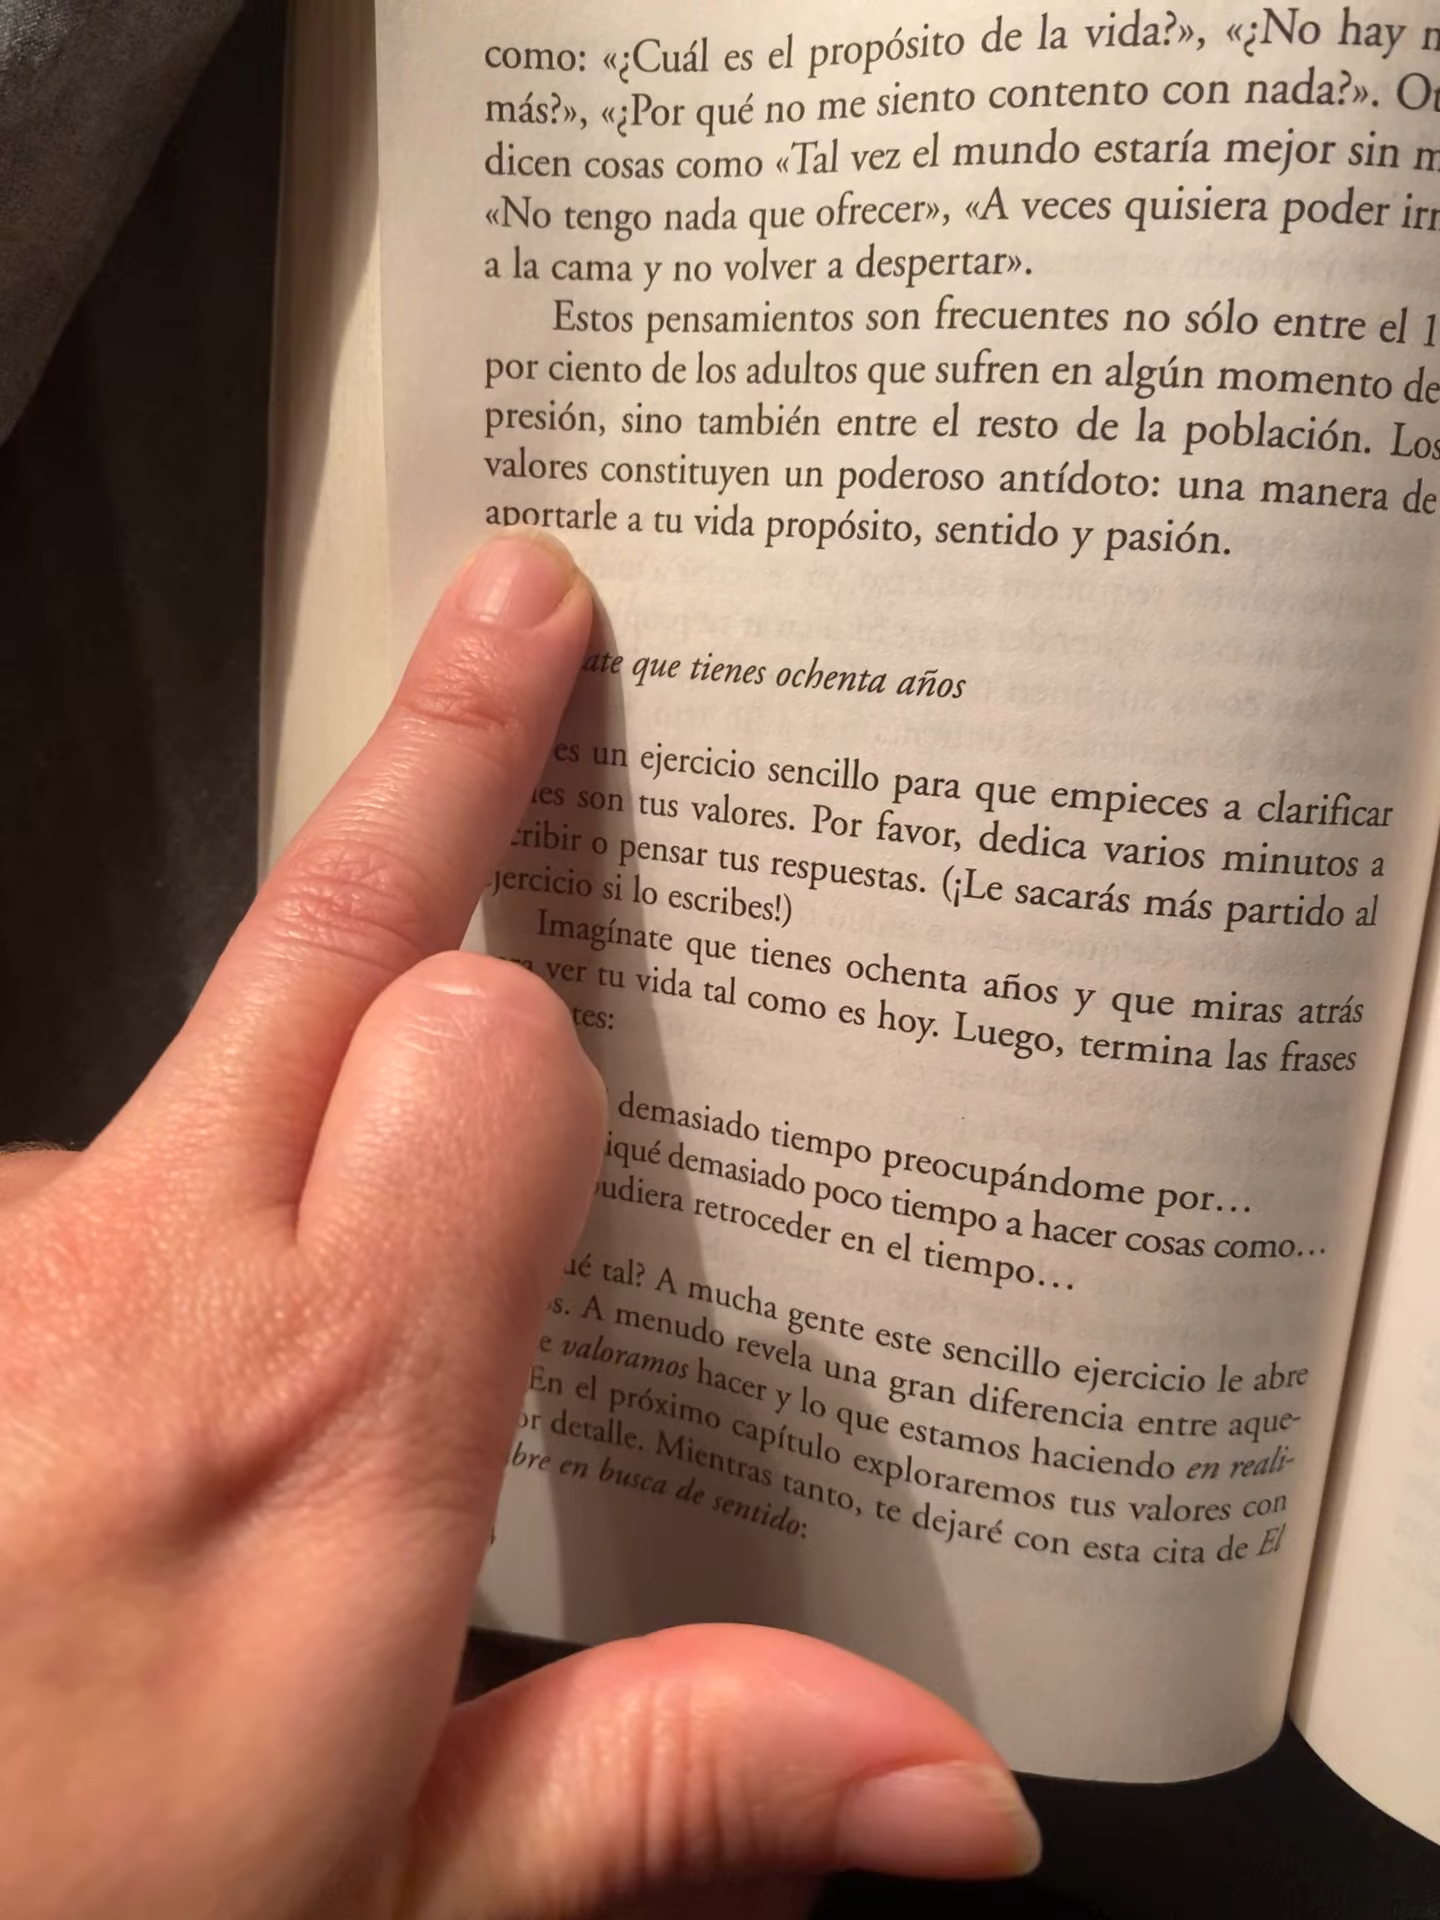 como: «¿Cuál es el propósito de la vida?», «¿No hay
más?», «¿Por qué no me siento contento con nada?».
dicen cosas como «Tal vez el mundo estaría mejor sin
«No tengo nada que ofrecer», «A veces quisiera poder
a la cama y no volver a despertar».
Estos pensamientos son frecuentes no sólo entre el
por ciento de los adultos que sufren en algún momento de
presión, sino también entre el resto de la población. Los
valores constituyen un poderoso antídoto: una manera de
aportarle a tu vida propósito, sentido y pasión.
que tienes ochenta años
es un ejercicio sencillo para que empieces a clarificar
son tus valores. Por favor, dedica varios minutos a
o pensar tus respuestas. (¡Le sacarás más partido al
si lo escribes!)
Imagínate que tienes ochenta años y que miras atrás
ver tu vida tal como es hoy. Luego, termina las frases
demasiado tiempo preocupándome por...
demasiado poco tiempo a hacer cosas como...
retroceder en el tiempo...
tal? A mucha gente este sencillo ejercicio le abre
A menudo revela una gran diferencia entre aque-
valoramos hacer y lo que estamos haciendo en reali-
En el próximo capítulo exploraremos tus valores con
detalle. Mientras tanto, te dejaré con esta cita de El
en busca de sentido: